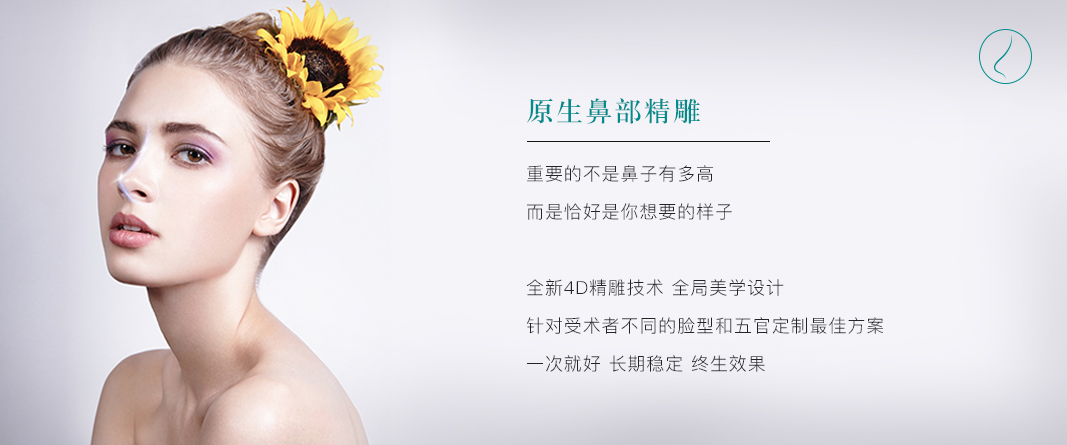 原生鼻部精雕
重要的不是鼻子有多高
而是恰好是你想要的样子
全新4D精雕技术 全局美学设计
针对受术者不同的脸型和五官定制最佳方案
一次就好 长期稳定 终生效果